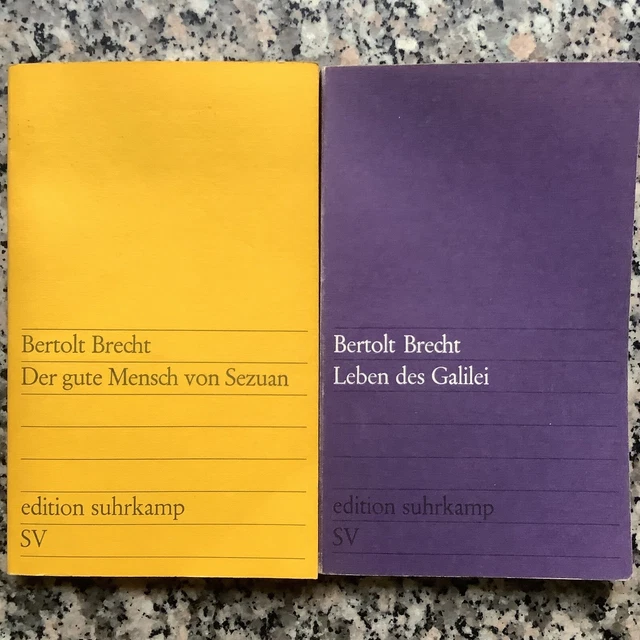 Bertolt Brecht
Der gute Mensch von Sezuan
edition suhrkamp
SV
Bertolt Brecht
Leben des Galilei
edition suhrkamp
SV